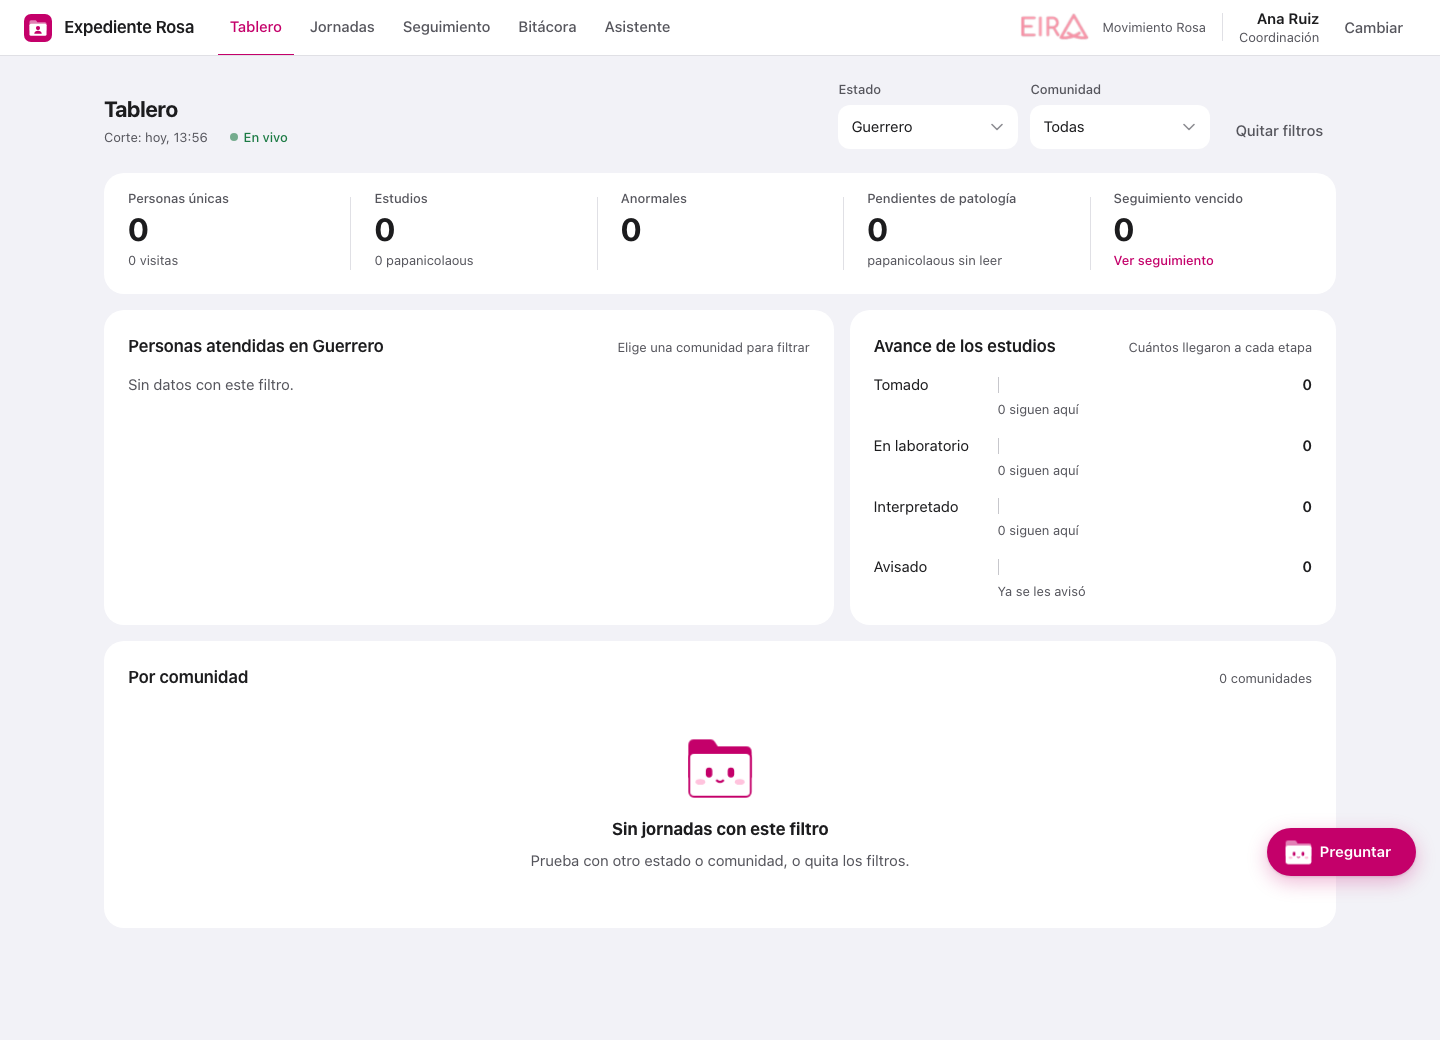 Expediente Rosa
Tablero
Jornadas
Seguimiento
Bitácora
Asistente
EIRA
Movimiento Rosa
Ana Ruiz
Coordinación
Cambiar
Tablero
Corte: hoy, 13:56
En vivo
Estado
Guerrero
Comunidad
Todas
Quitar filtros
Personas únicas
0
0 visitas
Estudios
0
0 papanicolaous
Anormales
0
Pendientes de patología
0
papanicolaous sin leer
Seguimiento vencido
0
Ver seguimiento
Personas atendidas en Guerrero
Elige una comunidad para filtrar
Sin datos con este filtro.
Avance de los estudios
Cuántos llegaron a cada etapa
Tomado
0
0 siguen aquí
En laboratorio
0
0 siguen aquí
Interpretado
0
0 siguen aquí
Avisado
0
Ya se les avisó
Por comunidad
0 comunidades
Sin jornadas con este filtro
Prueba con otro estado o comunidad, o quita los filtros.
Preguntar